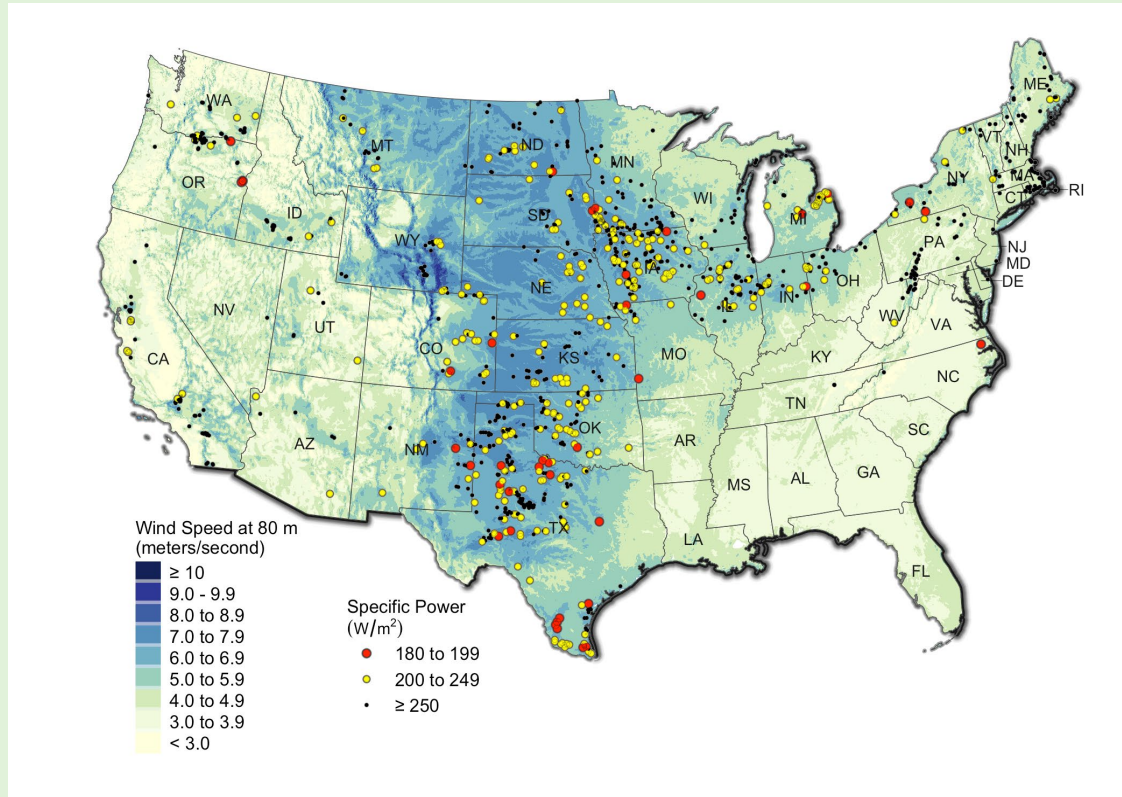 WA
MT
ND
MN
ME
VT
NH
MA
CT
RI
NY
OR
ID
WY
SD
WI
MI
IA
PA
NJ
MD
DE
NE
IL
IN
OH
WV
VA
NV
UT
CO
KS
MO
KY
CA
NC
TN
AZ
NM
OK
AR
SC
MS
AL
GA
TX
LA
FL
Wind Speed at 80 m
(meters/second)
≥ 10
9.0 - 9.9
8.0 to 8.9
7.0 to 7.9
6.0 to 6.9
5.0 to 5.9
4.0 to 4.9
3.0 to 3.9
< 3.0
Specific Power
(W/m²)
180 to 199
200 to 249
≥ 250